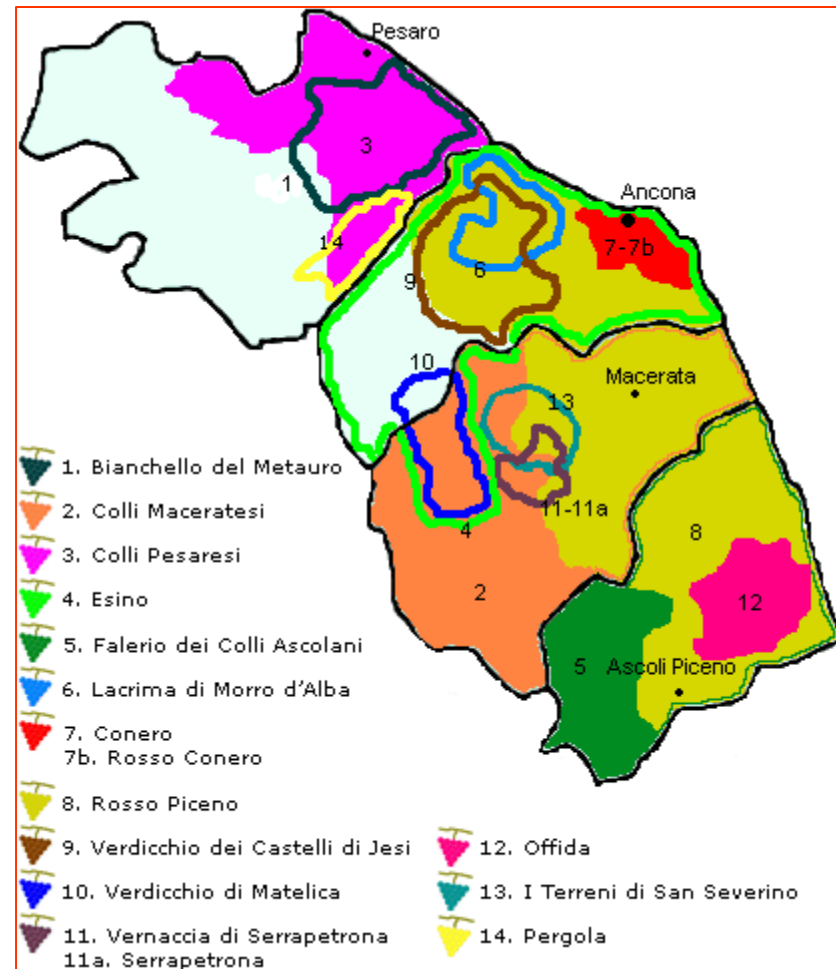 Pesaro
3
1
Ancona
14
7-7b
6
9
10
Macerata
13
11-11a
4
8
2
12
5
Ascoli Piceno
1. Bianchello del Metauro
2. Colli Maceratesi
3. Colli Pesaresi
4. Esino
5. Falerio dei Colli Ascolani
6. Lacrima di Morro d'Alba
7. Conero
7b. Rosso Conero
8. Rosso Piceno
9. Verdicchio dei Castelli di Jesi
10. Verdicchio di Matelica
11. Vernaccia di Serrapetrona
11a. Serrapetrona
12. Offida
13. I Terreni di San Severino
14. Pergola